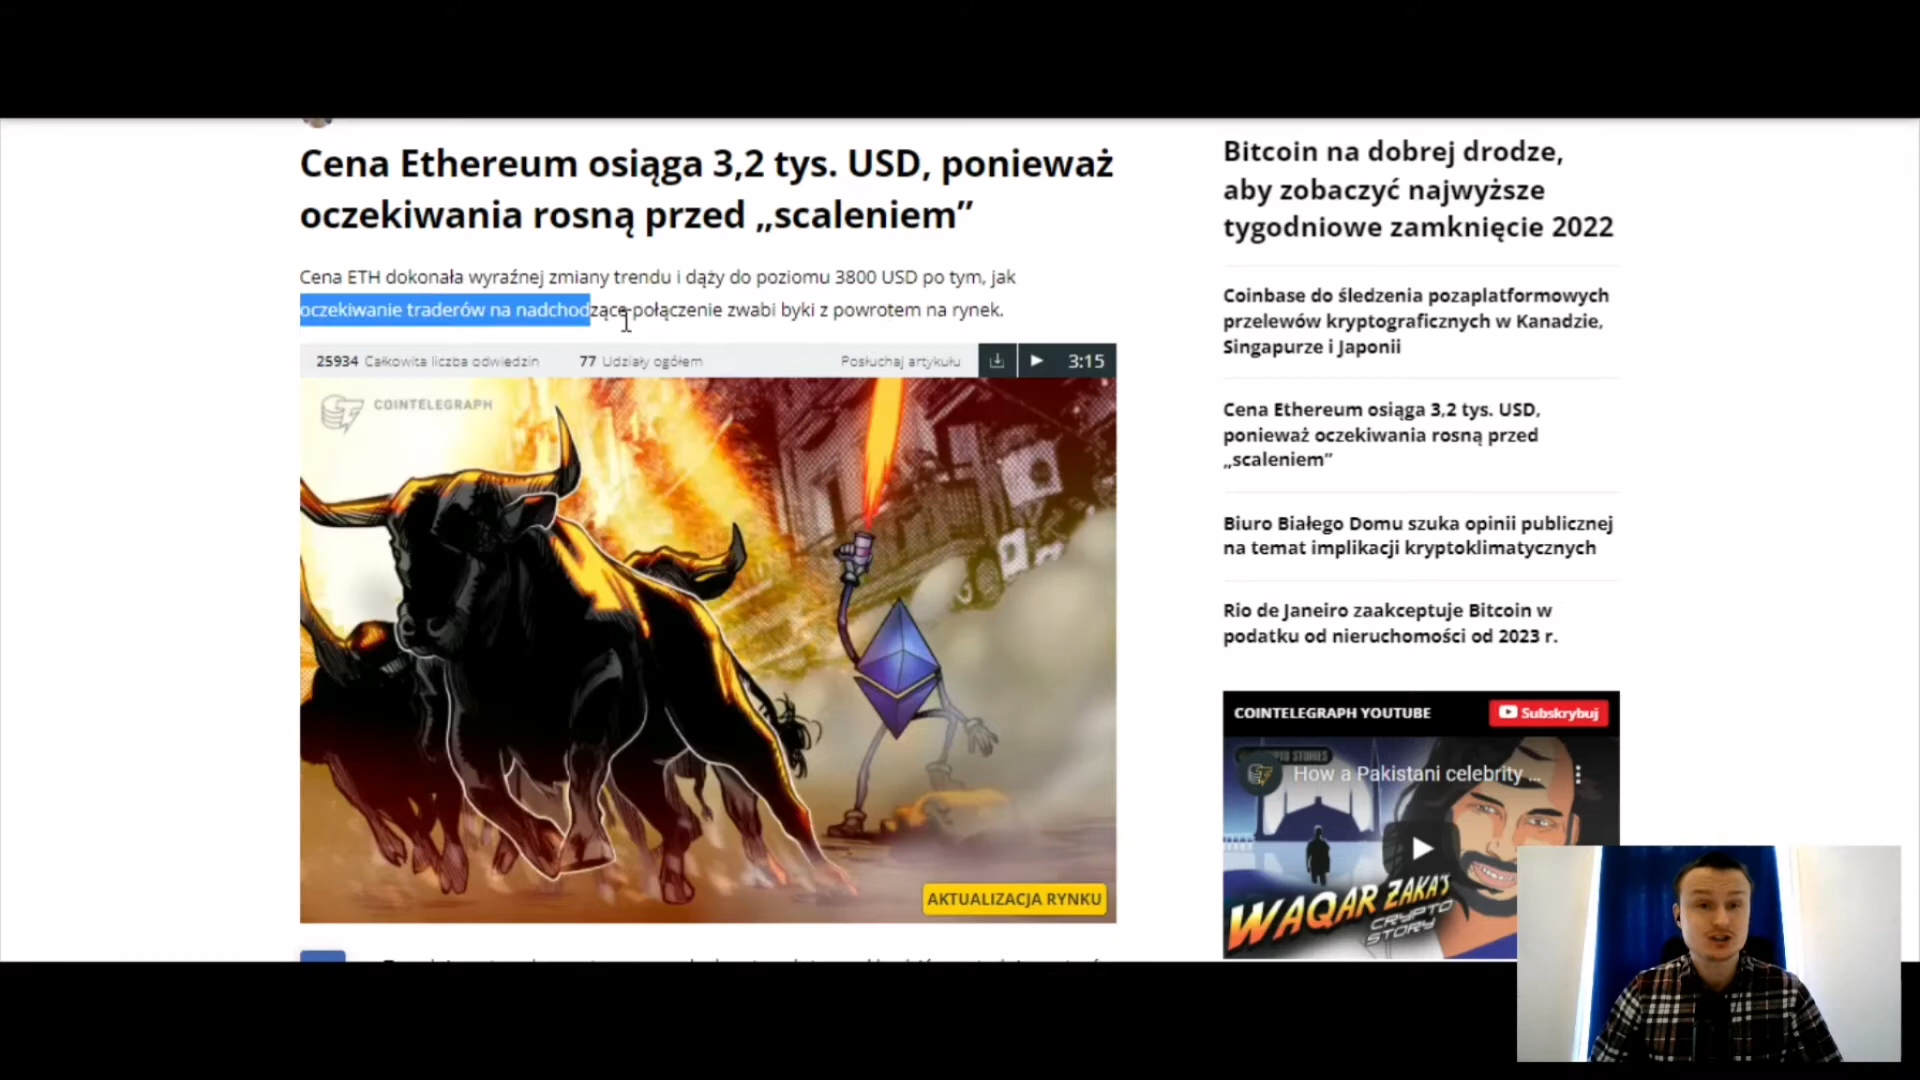 Cena Ethereum osiąga 3,2 tys. USD, ponieważ
oczekiwania rosną przed „scaleniem”
Cena ETH dokonała wyraźnej zmiany trendu i dąży do poziomu 3800 USD po tym, jak
oczekiwanie traderów na nadchodzące połączenie zwabi byki z powrotem na rynek.
25934 Całkowita liczba odwiedzin 77 Udziały ogółem Posłuchaj artykułu 3:15
COINTELEGRAPH
AKTUALIZACJA RYNKU
Bitcoin na dobrej drodze,
aby zobaczyć najwyższe
tygodniowe zamknięcie 2022
Coinbase do śledzenia pozaplatformowych
przelewów kryptograficznych w Kanadzie,
Singapurze i Japonii
Cena Ethereum osiąga 3,2 tys. USD,
ponieważ oczekiwania rosną przed
„scaleniem”
Biuro Białego Domu szuka opinii publicznej
na temat implikacji kryptoklimatycznych
Rio de Janeiro zaakceptuje Bitcoin w
podatku od nieruchomości od 2023 r.
COINTELEGRAPH YOUTUBE
Subskrybuj
STORIES
How a Pakistani celebrity ...
WAQAR ZAKA'S
CRYPTO
STORY